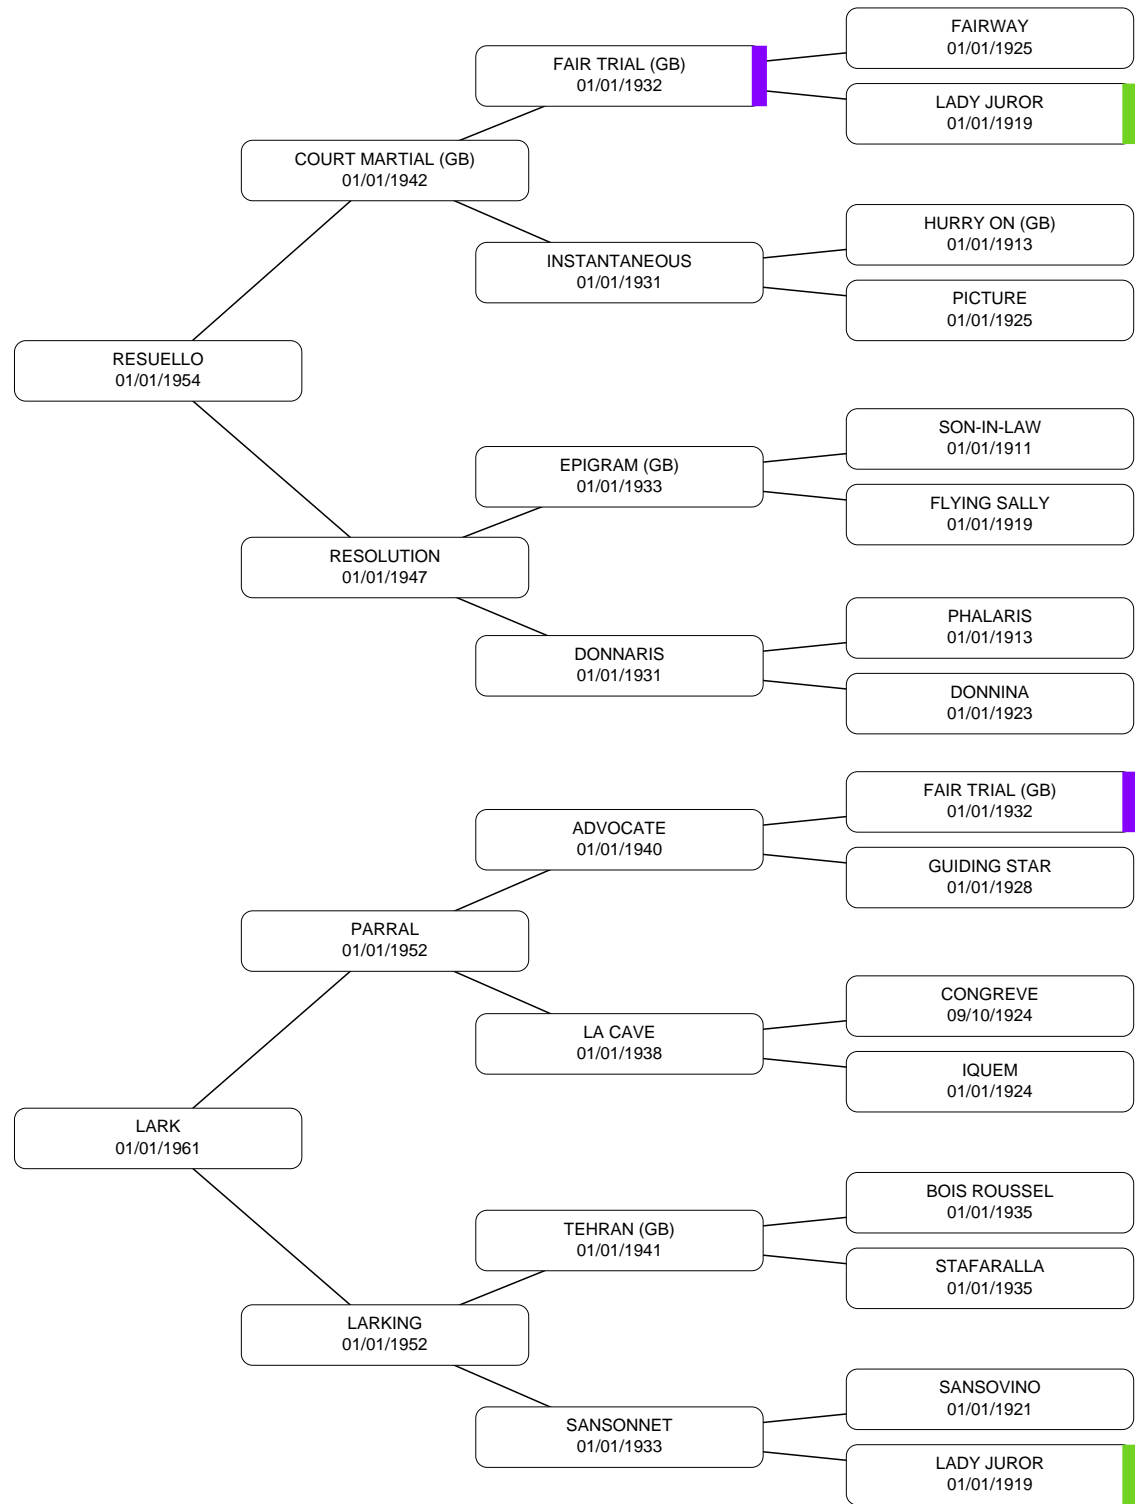 FAIRWAY
01/01/1925
FAIR TRIAL (GB)
01/01/1932
LADY JUROR
01/01/1919
COURT MARTIAL (GB)
01/01/1942
HURRY ON (GB)
01/01/1913
INSTANTANEOUS
01/01/1931
PICTURE
01/01/1925
RESUELLO
01/01/1954
SON-IN-LAW
01/01/1911
EPIGRAM (GB)
01/01/1933
FLYING SALLY
01/01/1919
RESOLUTION
01/01/1947
PHALARIS
01/01/1913
DONNARIS
01/01/1931
DONNINA
01/01/1923
FAIR TRIAL (GB)
01/01/1932
ADVOCATE
01/01/1940
GUIDING STAR
01/01/1928
PARRAL
01/01/1952
CONGREVE
09/10/1924
LA CAVE
01/01/1938
IQUEM
01/01/1924
LARK
01/01/1961
BOIS ROUSSEL
01/01/1935
TEHRAN (GB)
01/01/1941
STAFARALLA
01/01/1935
LARKING
01/01/1952
SANSOVINO
01/01/1921
SANSONNET
01/01/1933
LADY JUROR
01/01/1919